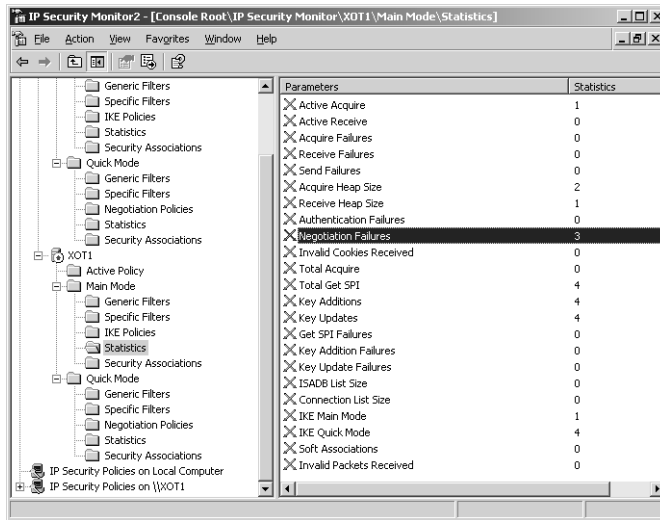 IP Security Monitor2 - [Console Root\IP Security Monitor\XOT1\Main Mode\Statistics]
File Action View Favorites Window Help
Generic Filters
Specific Filters
IKE Policies
Statistics
Security Associations
Quick Mode
Generic Filters
Specific Filters
Negotiation Policies
Statistics
Security Associations
XOT1
Active Policy
Main Mode
Generic Filters
Specific Filters
IKE Policies
Statistics
Security Associations
Quick Mode
Generic Filters
Specific Filters
Negotiation Policies
Statistics
Security Associations
IP Security Policies on Local Computer
IP Security Policies on \\XOT1
Parameters Statistics
Active Acquire 1
Active Receive 0
Acquire Failures 0
Receive Failures 0
Send Failures 0
Acquire Heap Size 2
Receive Heap Size 1
Authentication Failures 0
Negotiation Failures 3
Invalid Cookies Received 0
Total Acquire 0
Total Get SPI 4
Key Additions 4
Key Updates 4
Get SPI Failures 0
Key Addition Failures 0
Key Update Failures 0
ISADB List Size 0
Connection List Size 0
IKE Main Mode 1
IKE Quick Mode 4
Soft Associations 0
Invalid Packets Received 0